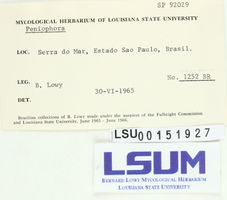 SP 92029
MYCOLOGICAL HERBARIUM OF LOUISIANA STATE UNIVERSITY
Peniophora
LOC. Serra do Mar, Estado Sao Paulo, Brasil.
LEG. B. Lowy No. 1252 BR
30-VI-1965
DET.
Brazilian collections of B. Lowy made under the auspices of the Fulbright Commission
and Louisiana State University, June 1965 - June 1966.
LSU00151927
LSUM
BERNARD LOWY MYCOLOGICAL HERBARIUM
LOUISIANA STATE UNIVERSITY